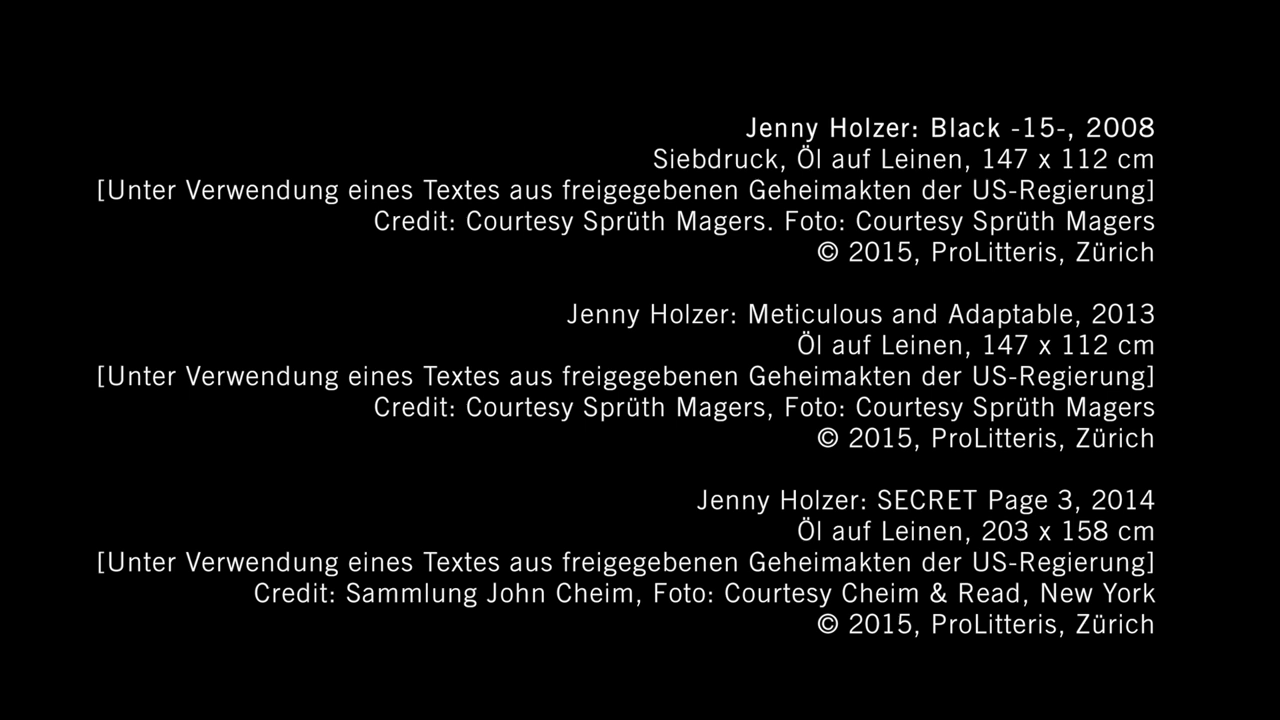 Jenny Holzer: Black -15-, 2008
Siebdruck, Öl auf Leinen, 147 x 112 cm
[Unter Verwendung eines Textes aus freigegebenen Geheimakten der US-Regierung]
Credit: Courtesy Sprüth Magers. Foto: Courtesy Sprüth Magers
© 2015, ProLitteris, Zürich
Jenny Holzer: Meticulous and Adaptable, 2013
Öl auf Leinen, 147 x 112 cm
[Unter Verwendung eines Textes aus freigegebenen Geheimakten der US-Regierung]
Credit: Courtesy Sprüth Magers, Foto: Courtesy Sprüth Magers
© 2015, ProLitteris, Zürich
Jenny Holzer: SECRET Page 3, 2014
Öl auf Leinen, 203 x 158 cm
[Unter Verwendung eines Textes aus freigegebenen Geheimakten der US-Regierung]
Credit: Sammlung John Cheim, Foto: Courtesy Cheim & Read, New York
© 2015, ProLitteris, Zürich